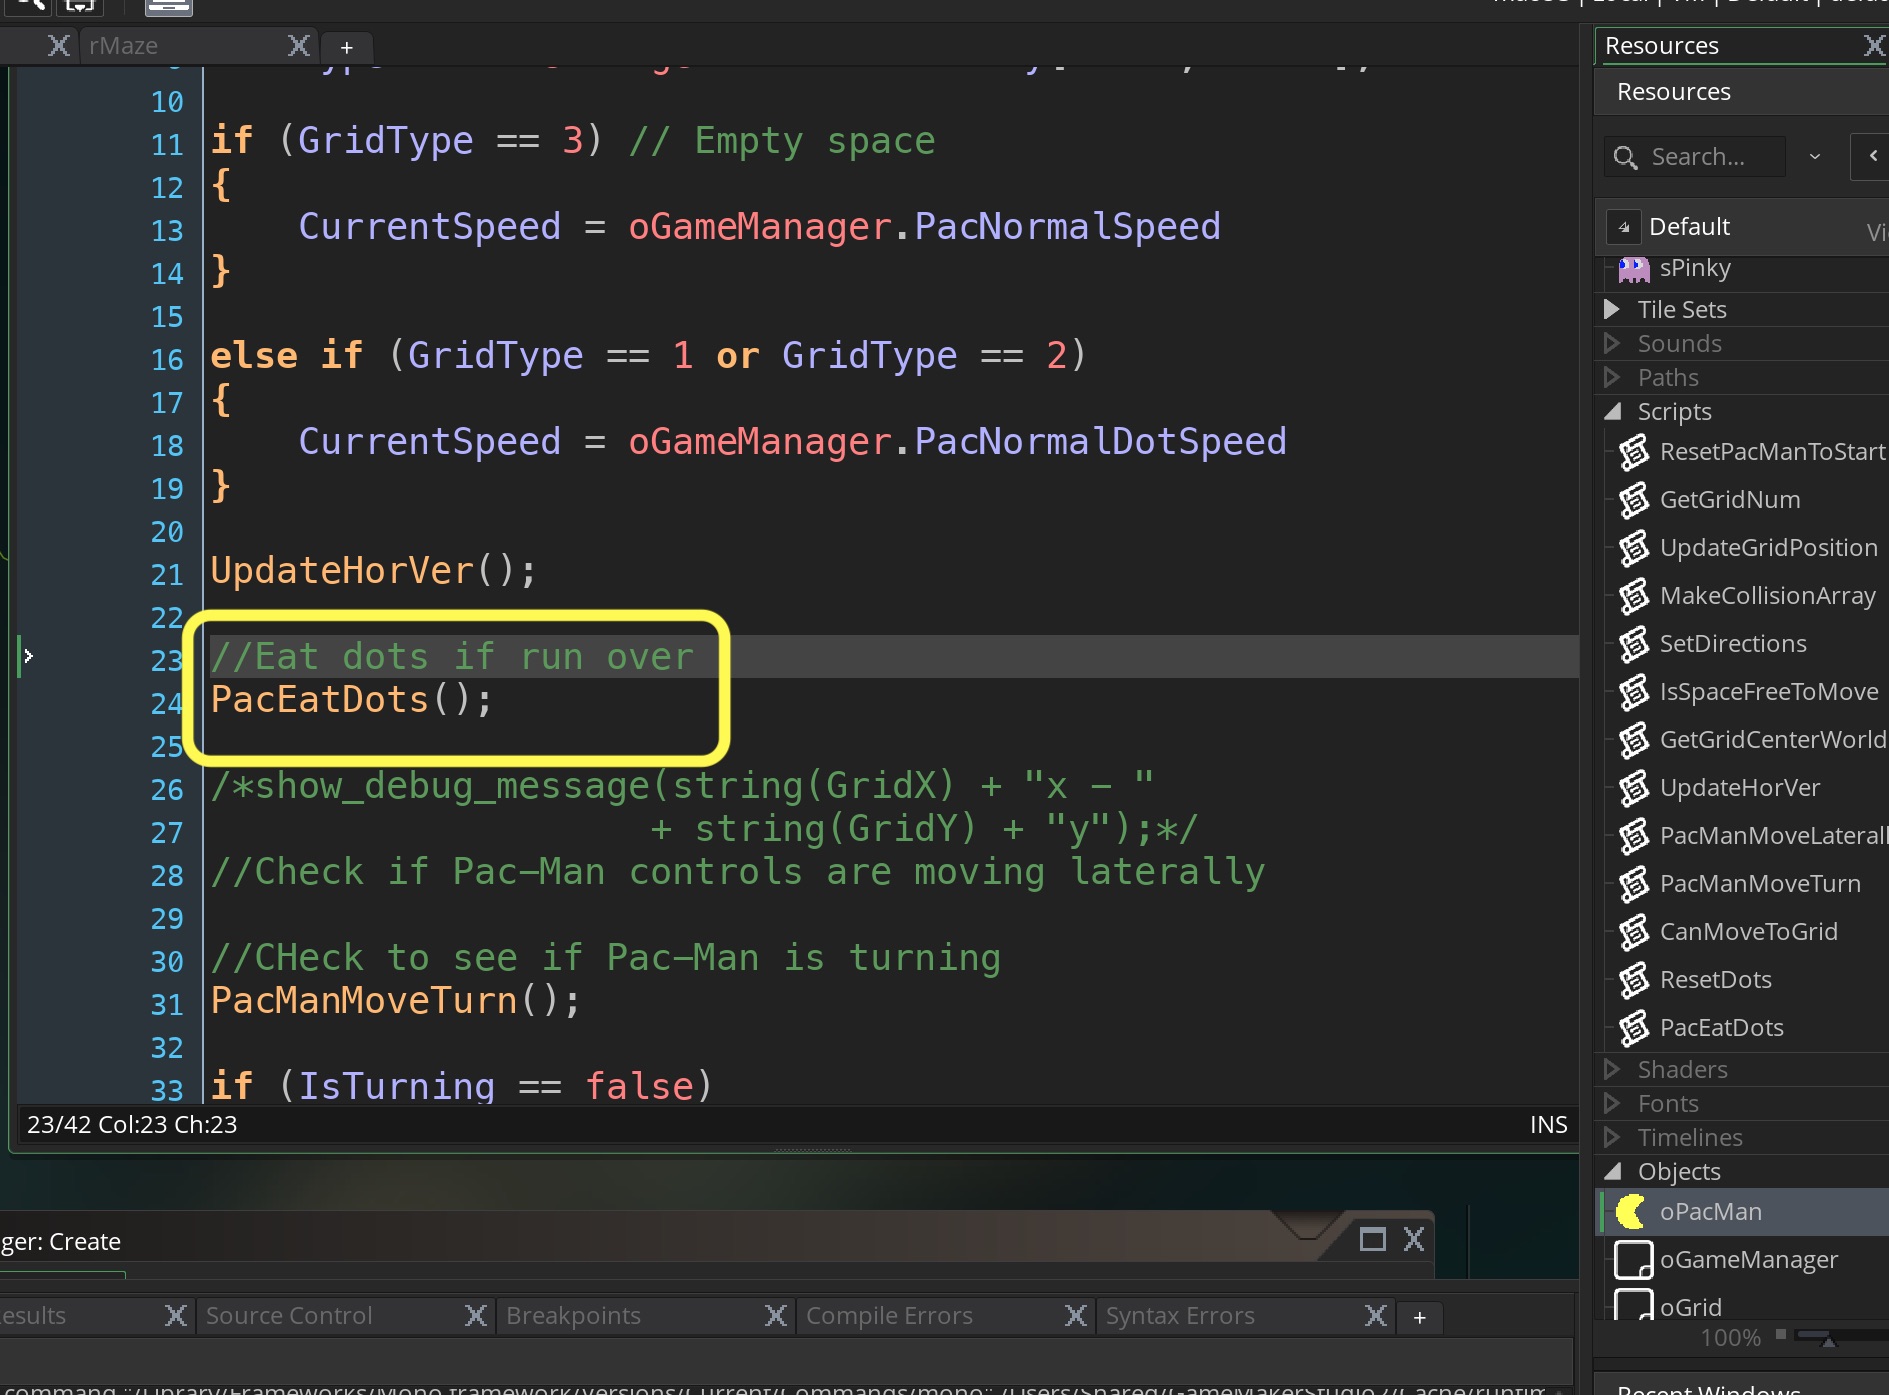 rMaze
+
Resources
Resources
Search...
Default
sPinky
Tile Sets
Sounds
Paths
Scripts
ResetPacManToStart
GetGridNum
UpdateGridPosition
MakeCollisionArray
SetDirections
IsSpaceFreeToMove
GetGridCenterWorld
UpdateHorVer
PacManMoveLaterall
PacManMoveTurn
CanMoveToGrid
ResetDots
PacEatDots
Shaders
Fonts
Timelines
Objects
oPacMan
oGameManager
oGrid
100%
10
11 if (GridType == 3) // Empty space
12 {
13 CurrentSpeed = oGameManager.PacNormalSpeed
14 }
15
16 else if (GridType == 1 or GridType == 2)
17 {
18 CurrentSpeed = oGameManager.PacNormalDotSpeed
19 }
20
21 UpdateHorVer();
22
23 //Eat dots if run over
24 PacEatDots();
25
26 /*show_debug_message(string(GridX) + "x - "
27 + string(GridY) + "y");*/
28 //Check if Pac-Man controls are moving laterally
29
30 //CHeck to see if Pac-Man is turning
31 PacManMoveTurn();
32
33 if (IsTurning == false)
23/42 Col:23 Ch:23
INS
ger: Create
esults
Source Control
Breakpoints
Compile Errors
Syntax Errors
+
Recent Windows